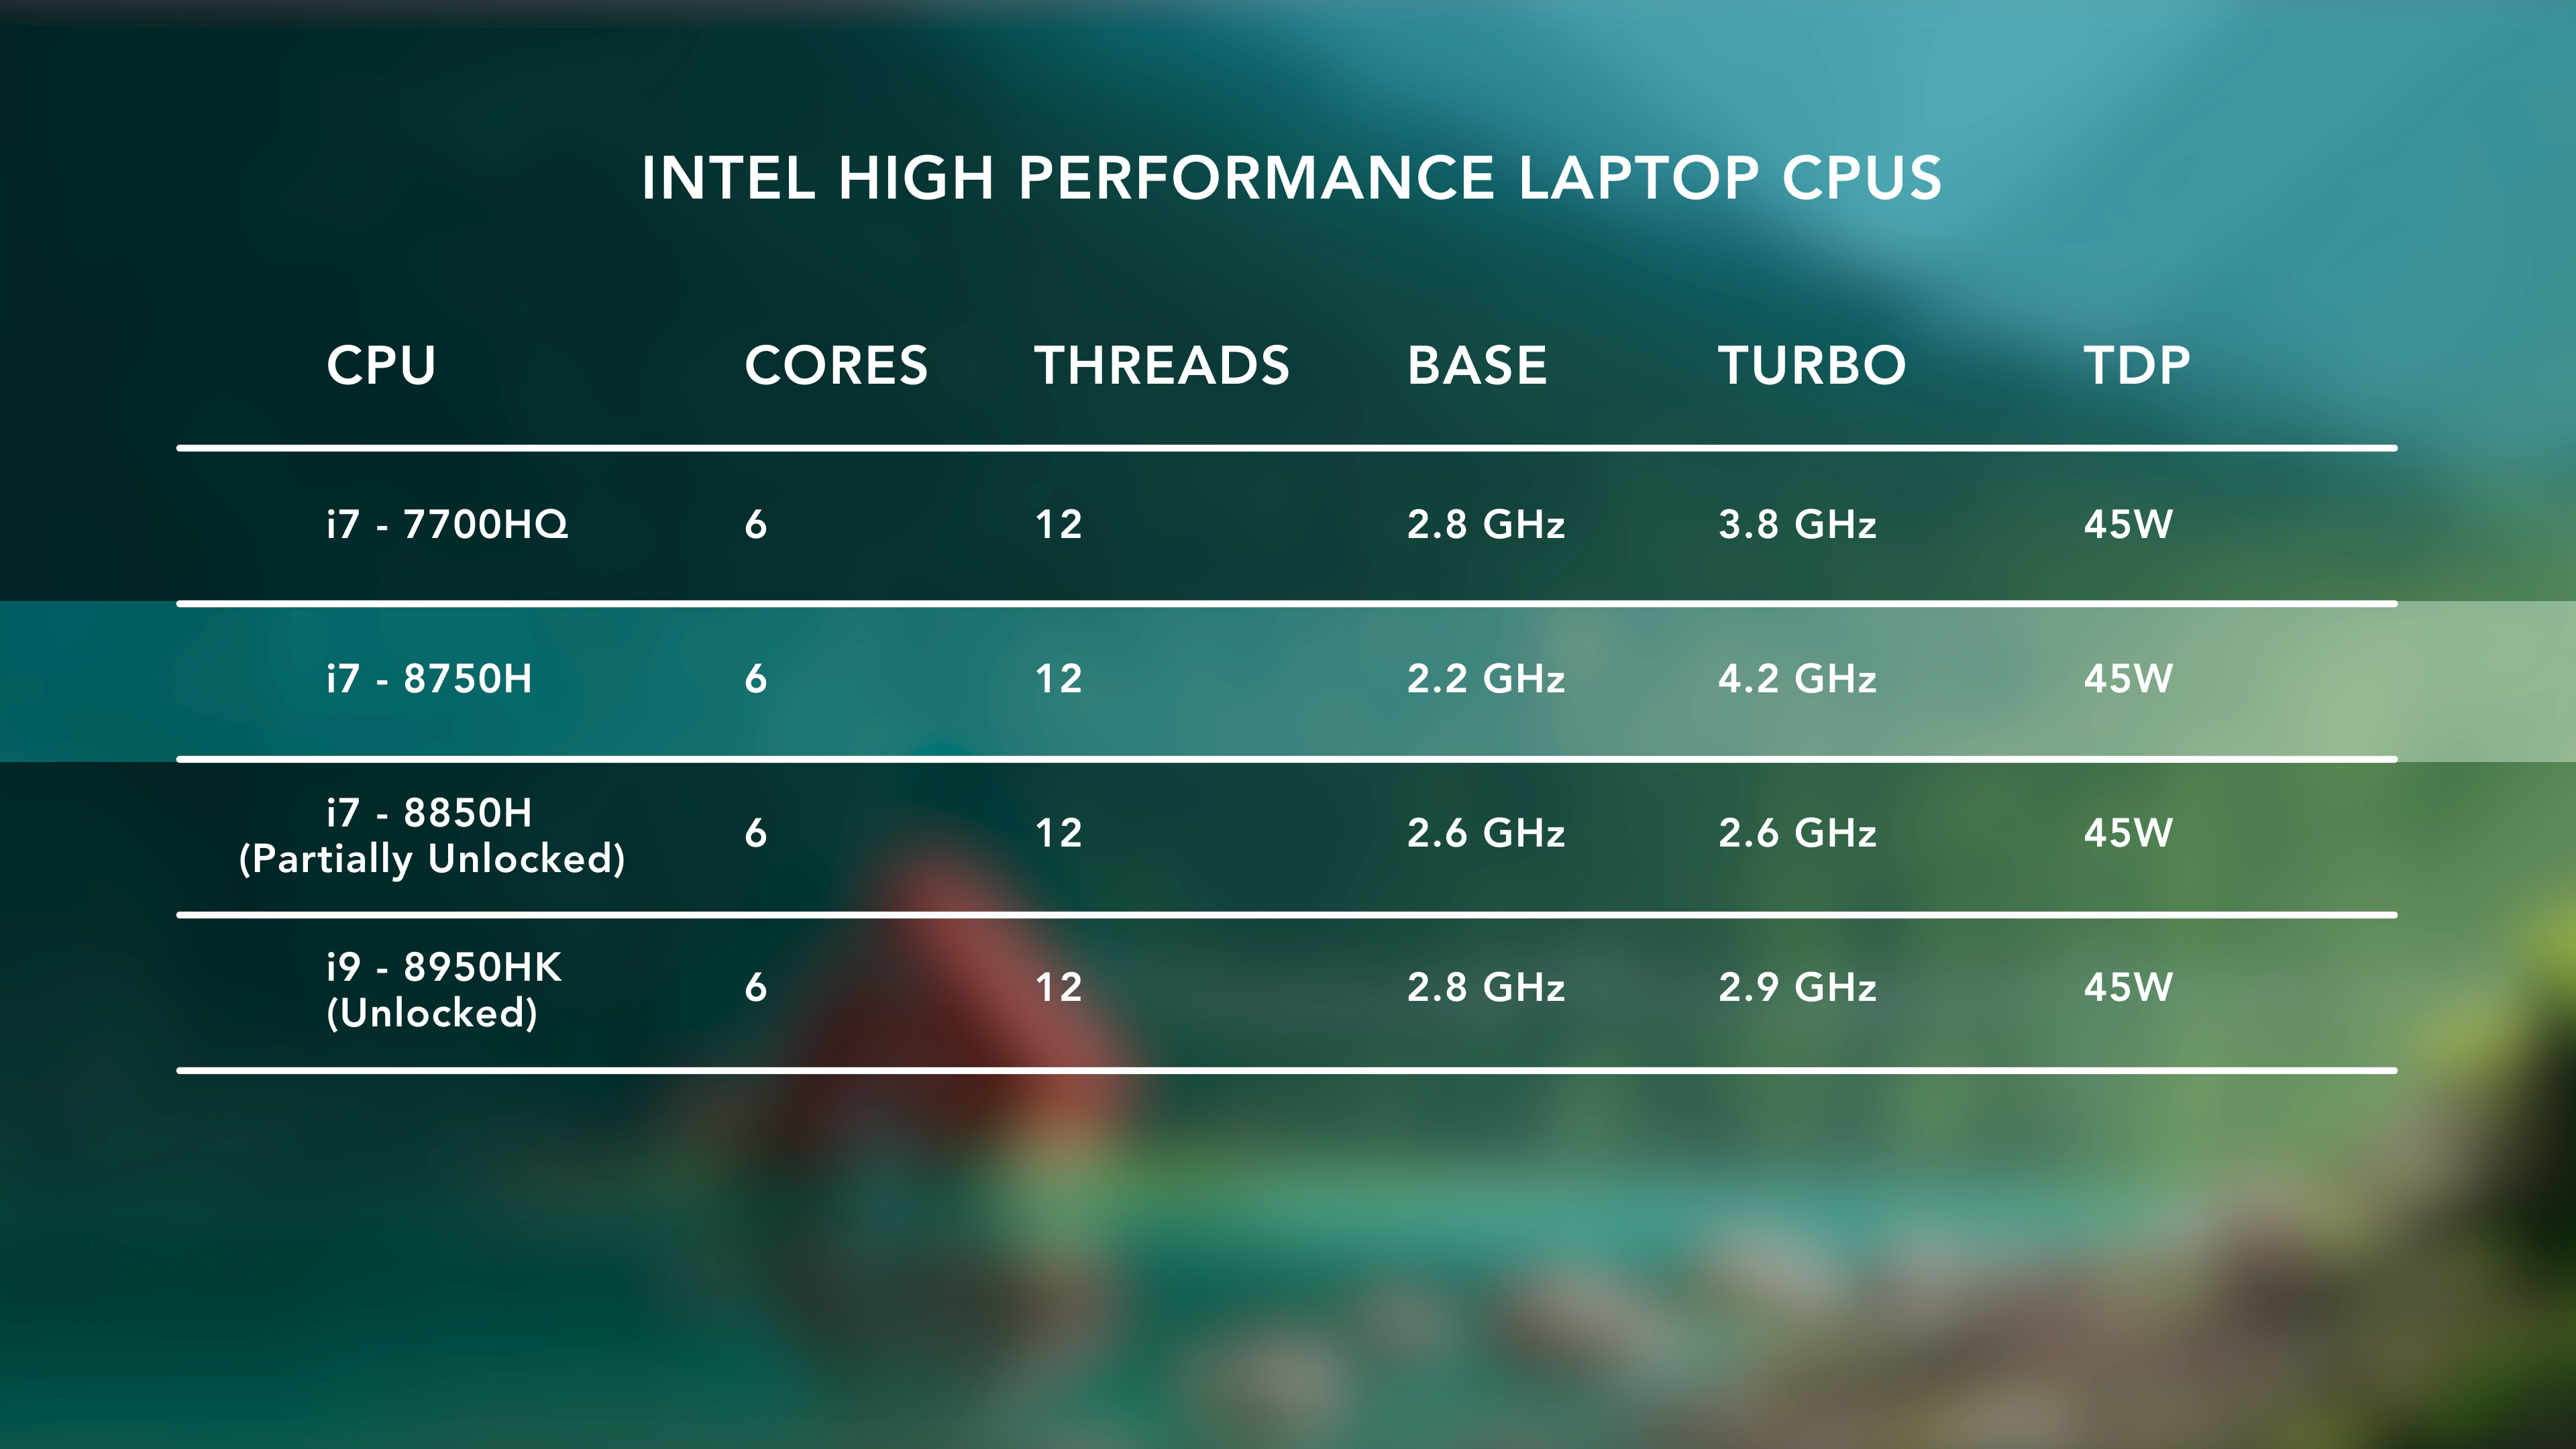 INTEL HIGH PERFORMANCE LAPTOP CPUS
CPU CORES THREADS BASE TURBO TDP
i7 - 7700HQ 6 12 2.8 GHz 3.8 GHz 45W
i7 - 8750H 6 12 2.2 GHz 4.2 GHz 45W
i7 - 8850H
(Partially Unlocked) 6 12 2.6 GHz 2.6 GHz 45W
i9 - 8950HK
(Unlocked) 6 12 2.8 GHz 2.9 GHz 45W